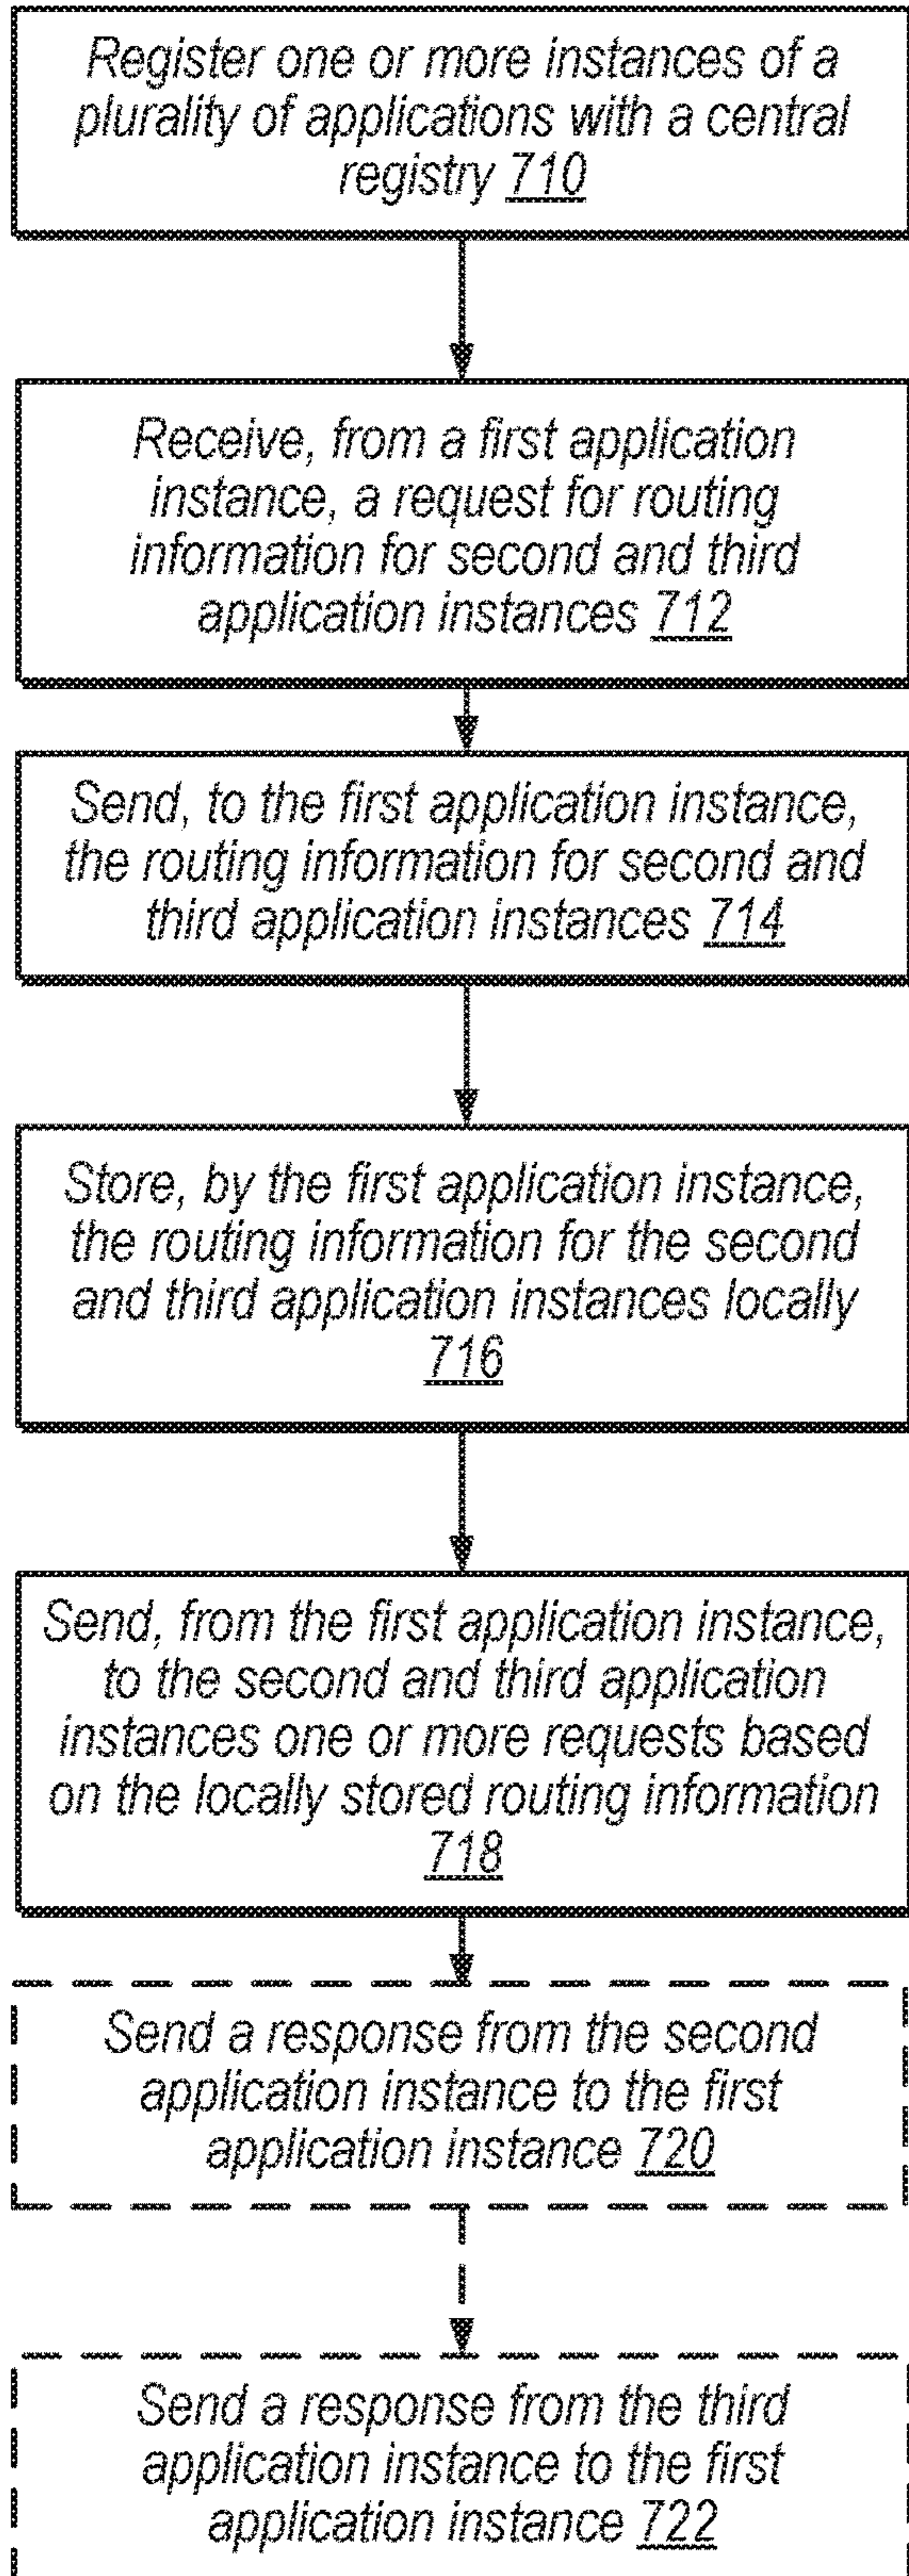 Register one or more instances of a
plurality of applications with a central
registry 710
Receive, from a first application
instance, a request for routing
information for second and third
application instances 712
Send, to the first application instance,
the routing information for second and
third application instances 714
Store, by the first application instance,
the routing information for the second
and third application instances locally
716
Send, from the first application instance,
to the second and third application
instances one or more requests based
on the locally stored routing information
718
Send a response from the second
application instance to the first
application instance 720
Send a response from the third
application instance to the first
application instance 722